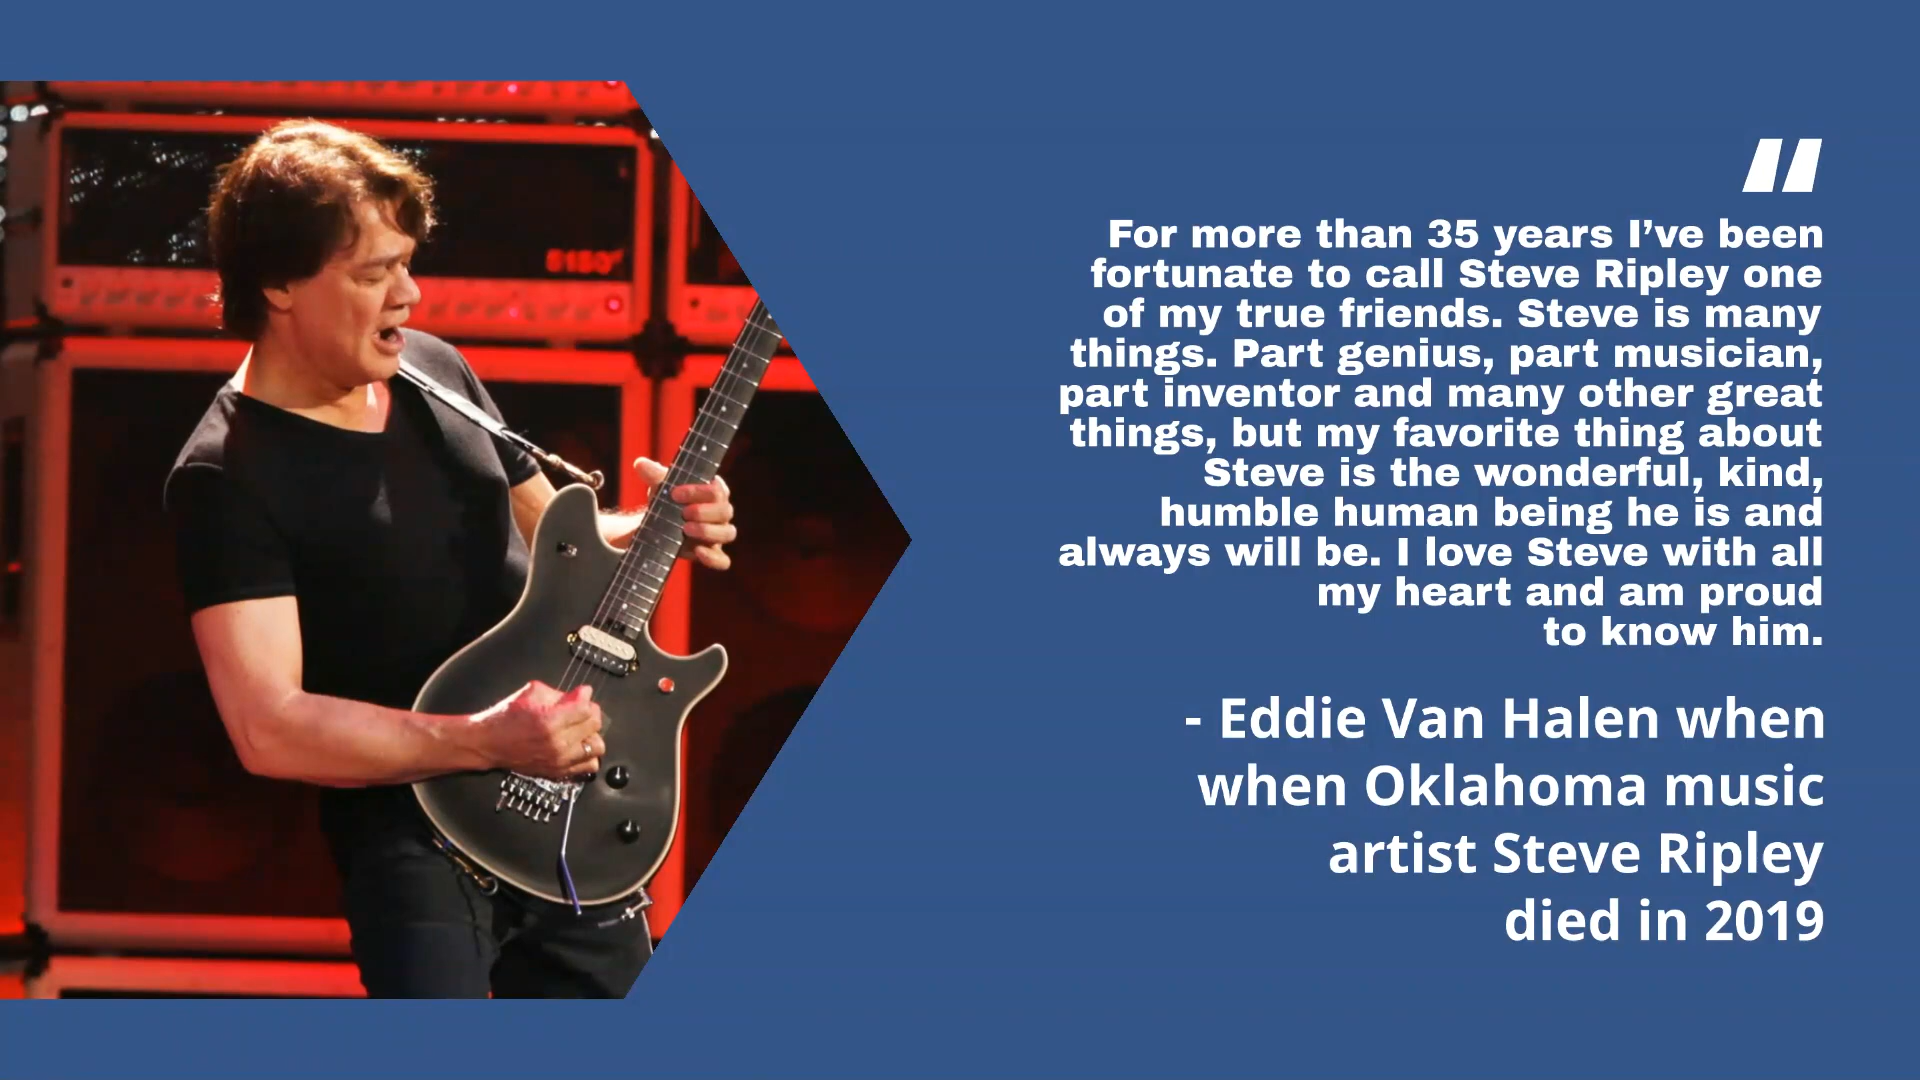 5150
“
For more than 35 years I’ve been
fortunate to call Steve Ripley one
of my true friends. Steve is many
things. Part genius, part musician,
part inventor and many other great
things, but my favorite thing about
Steve is the wonderful, kind,
humble human being he is and
always will be. I love Steve with all
my heart and am proud
to know him.
- Eddie Van Halen when
when Oklahoma music
artist Steve Ripley
died in 2019